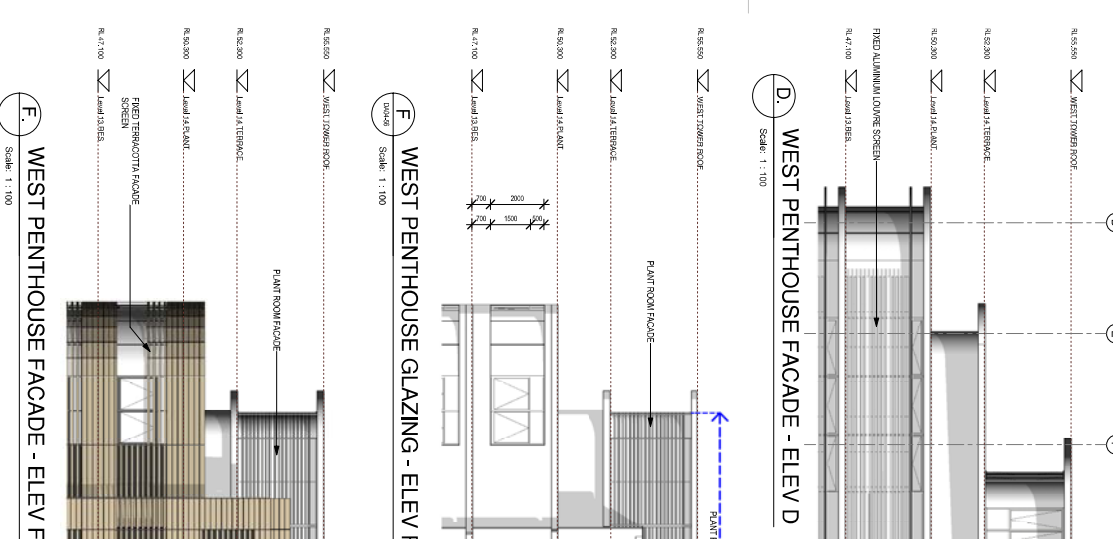 F.
WEST PENTHOUSE FACADE - ELEV F
Scale: 1 : 100
RL 47.100
Level 13 RES.
RL 50.300
Level 14 PLANT.
RL 52.300
Level 14 TERRACE.
RL 55.550
WEST TOWER ROOF.
FIXED TERRACOTTA FACADE
SCREEN
PLANT ROOM FACADE
F
WEST PENTHOUSE GLAZING - ELEV F
Scale: 1 : 100
RL 47.100
Level 13 RES.
RL 50.300
Level 14 PLANT.
RL 52.300
Level 14 TERRACE.
RL 55.550
WEST TOWER ROOF.
700
2000
700
1500
500
PLANT ROOM FACADE
PLANT
D.
WEST PENTHOUSE FACADE - ELEV D
Scale: 1 : 100
RL 47.100
Level 13 RES.
FIXED ALUMINIUM LOUVRE SCREEN
RL 50.300
Level 14 PLANT.
RL 52.300
Level 14 TERRACE.
RL 55.550
WEST TOWER ROOF.